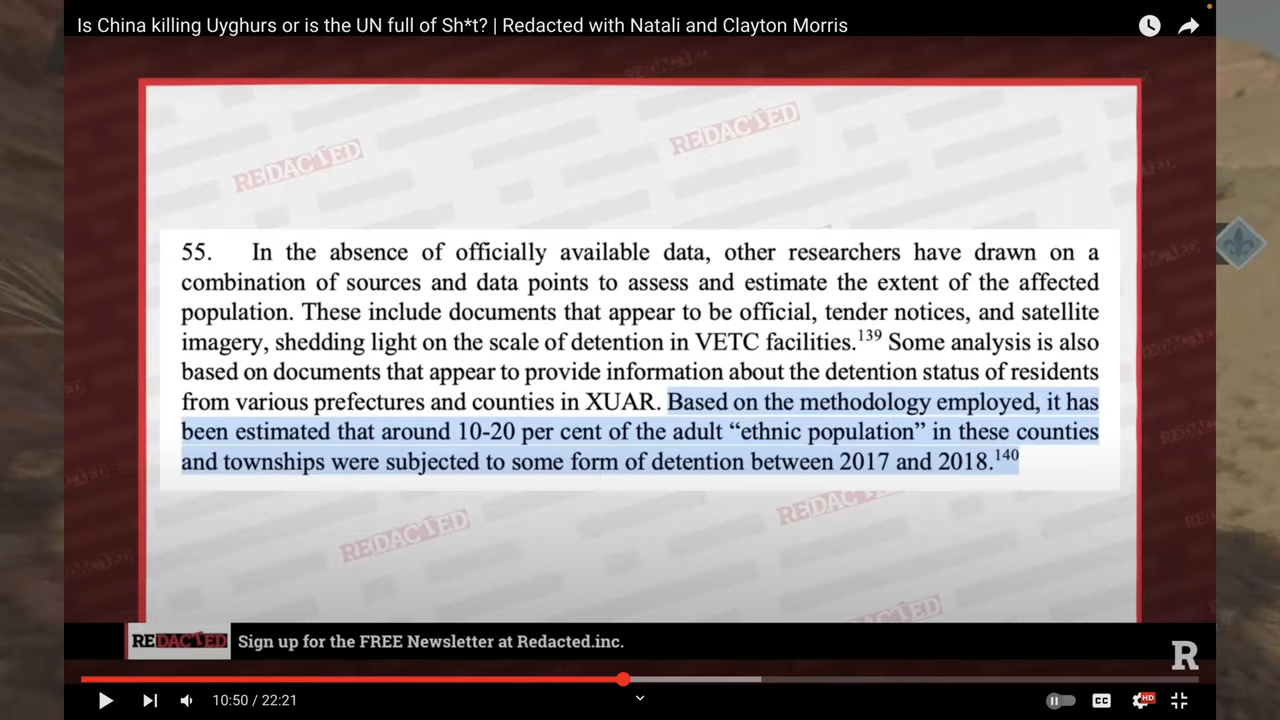 Is China killing Uyghurs or is the UN full of Sh*t? | Redacted with Natali and Clayton Morris
REDACTED
REDACTED
55. In the absence of officially available data, other researchers have drawn on a
combination of sources and data points to assess and estimate the extent of the affected
population. These include documents that appear to be official, tender notices, and satellite
imagery, shedding light on the scale of detention in VETC facilities.139 Some analysis is also
based on documents that appear to provide information about the detention status of residents
from various prefectures and counties in XUAR. Based on the methodology employed, it has
been estimated that around 10-20 per cent of the adult “ethnic population” in these counties
and townships were subjected to some form of detention between 2017 and 2018.140
REDACTED
REDACTED
REDACTED
REDACTED Sign up for the FREE Newsletter at Redacted.inc.
R
10:50 / 22:21
CC
HD